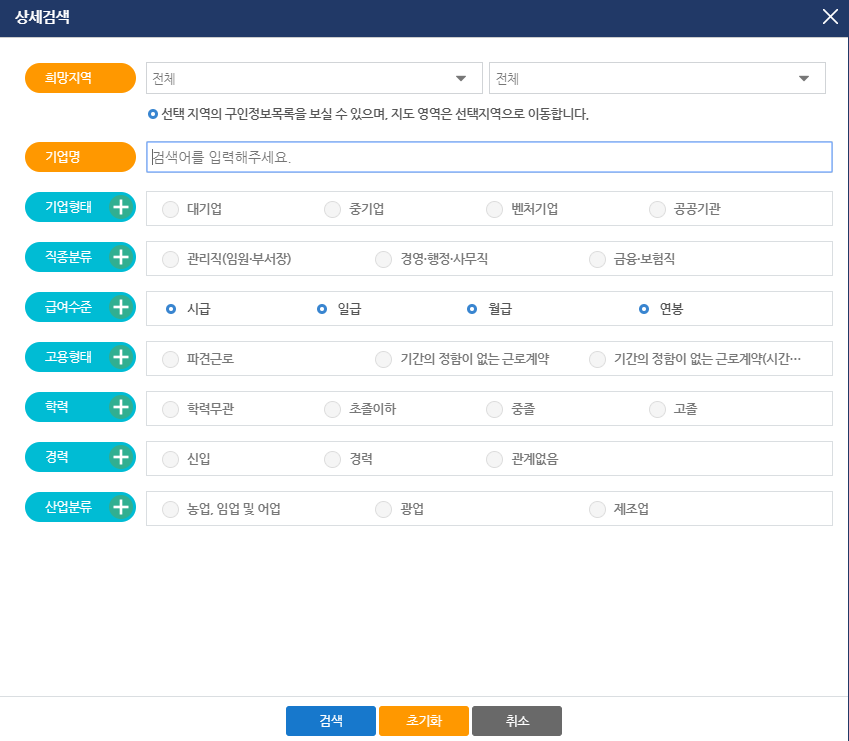 상세검색
희망지역 전체 전체
선택 지역의 구인정보목록을 보실 수 있으며, 지도 영역은 선택지역으로 이동합니다.
기업명 검색어를 입력해주세요.
기업형태 대기업 중기업 벤처기업 공공기관
직종분류 관리직(임원·부서장) 경영·행정·사무직 금융·보험직
급여수준 시급 일급 월급 연봉
고용형태 파견근로 기간의 정함이 없는 근로계약 기간의 정함이 없는 근로계약(시간…
학력 학력무관 초졸이하 중졸 고졸
경력 신입 경력 관계없음
산업분류 농업, 임업 및 어업 광업 제조업
검색 초기화 취소